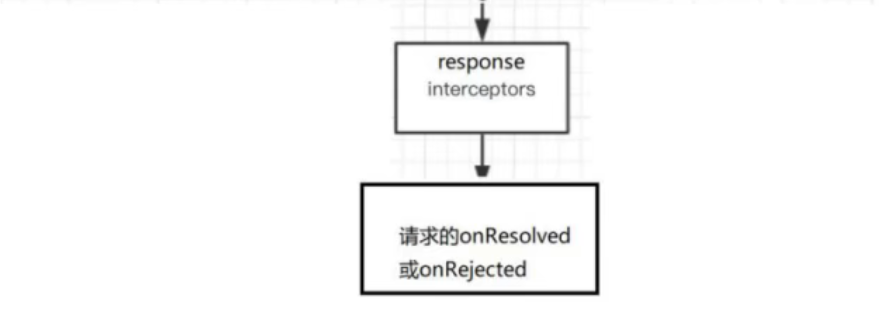 response
interceptors
请求的onResolved
或onRejected